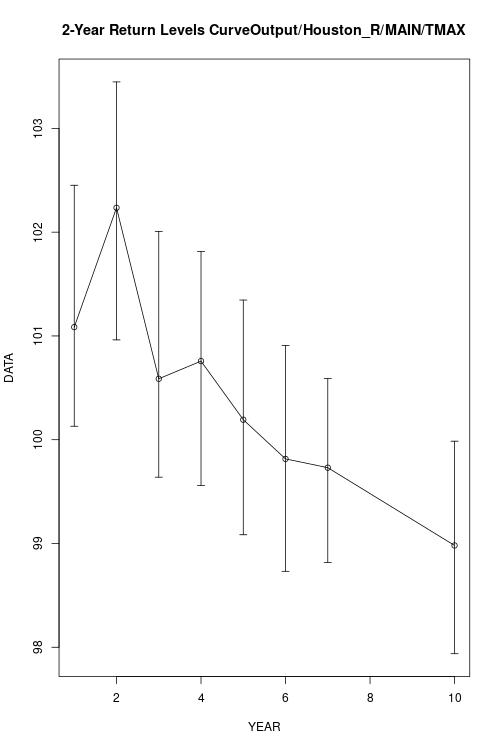 2-Year Return Levels CurveOutput/Houston_R/MAIN/TMAX
103
102
101
100
99
98
DATA
2 4 6 8 10
YEAR